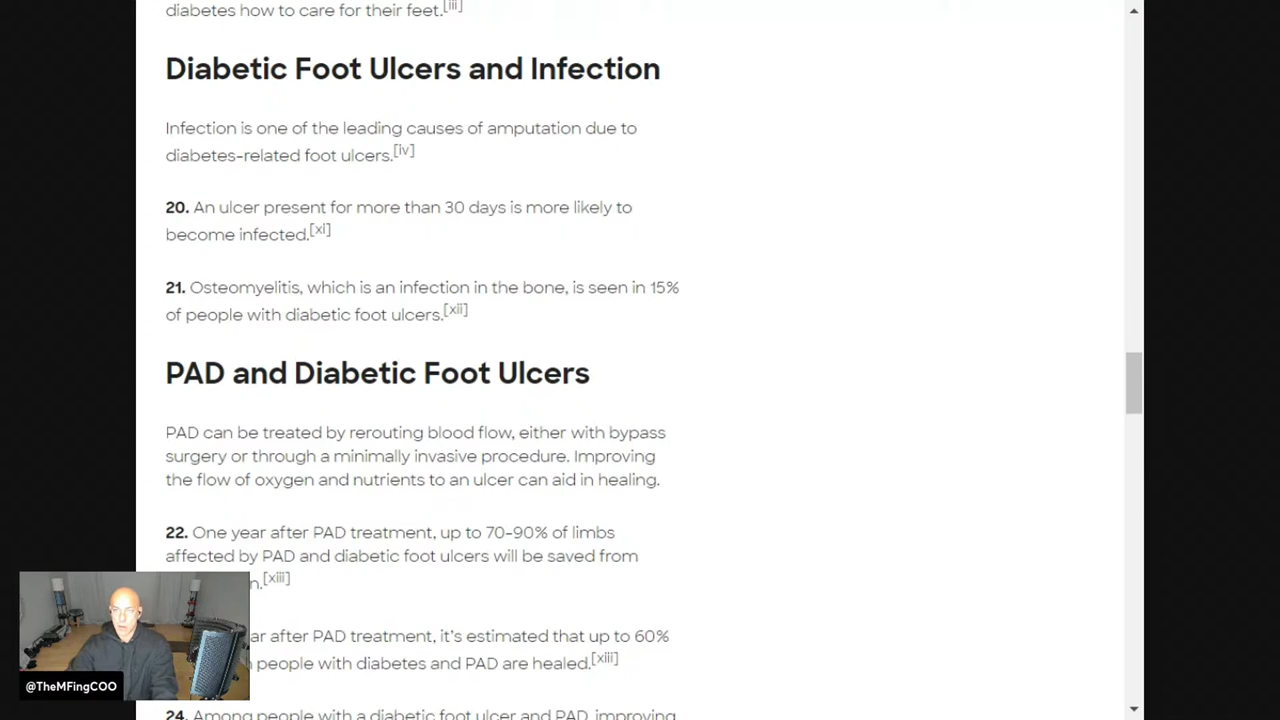 diabetes how to care for their feet.[iii]
Diabetic Foot Ulcers and Infection
Infection is one of the leading causes of amputation due to
diabetes-related foot ulcers.[iv]
20. An ulcer present for more than 30 days is more likely to
become infected.[xi]
21. Osteomyelitis, which is an infection in the bone, is seen in 15%
of people with diabetic foot ulcers.[xii]
PAD and Diabetic Foot Ulcers
PAD can be treated by rerouting blood flow, either with bypass
surgery or through a minimally invasive procedure. Improving
the flow of oxygen and nutrients to an ulcer can aid in healing.
22. One year after PAD treatment, up to 70-90% of limbs
affected by PAD and diabetic foot ulcers will be saved from
n.[xiii]
ar after PAD treatment, it's estimated that up to 60%
people with diabetes and PAD are healed.[xiii]
@TheMFingCOO
24. Among people with a diabetic foot ulcer and PAD, improving